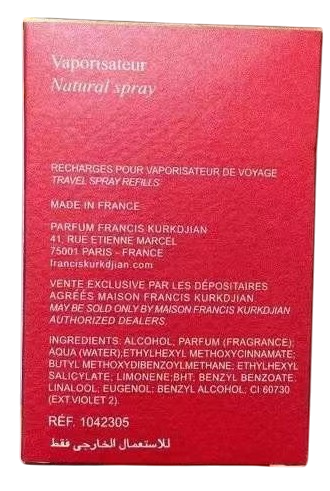 Vaporisateur
Natural spray
RECHARGES POUR VAPORISATEUR DE VOYAGE
TRAVEL SPRAY REFILLS
MADE IN FRANCE
PARFUM FRANCIS KURKDJIAN
41, RUE ETIENNE MARCEL
75001 PARIS - FRANCE
franciskurkdjian.com
VENTE EXCLUSIVE PAR LES DÉPOSITAIRES
AGRÉÉS MAISON FRANCIS KURKDJIAN
MAY BE SOLD ONLY BY MAISON FRANCIS KURKDJIAN
AUTHORIZED DEALERS.
INGREDIENTS: ALCOHOL, PARFUM (FRAGRANCE);
AQUA (WATER);ETHYLHEXYL METHOXYCINNAMATE;
BUTYL METHOXYDIBENZOYLMETHANE; ETHYLHEXYL
SALICYLATE; LIMONENE;BHT; BENZYL BENZOATE
LINALOOL; EUGENOL; BENZYL ALCOHOL; CI 60730
(EXT.VIOLET 2).
RÉF. 1042305
للاستعمال الخارجي فقط